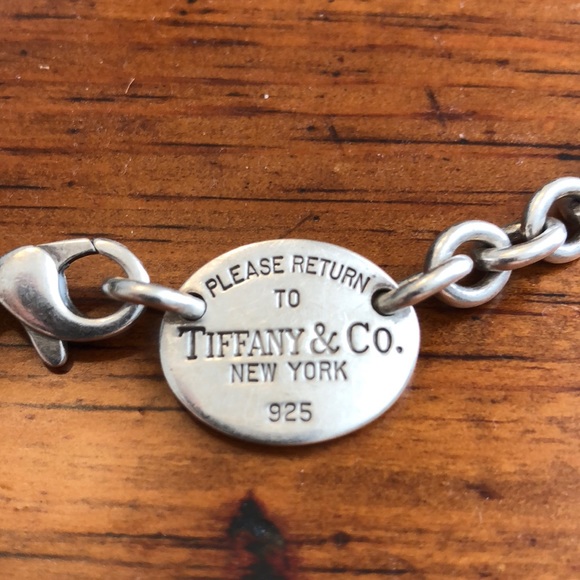 PLEASE RETURN
TO
TIFFANY & CO.
NEW YORK
925